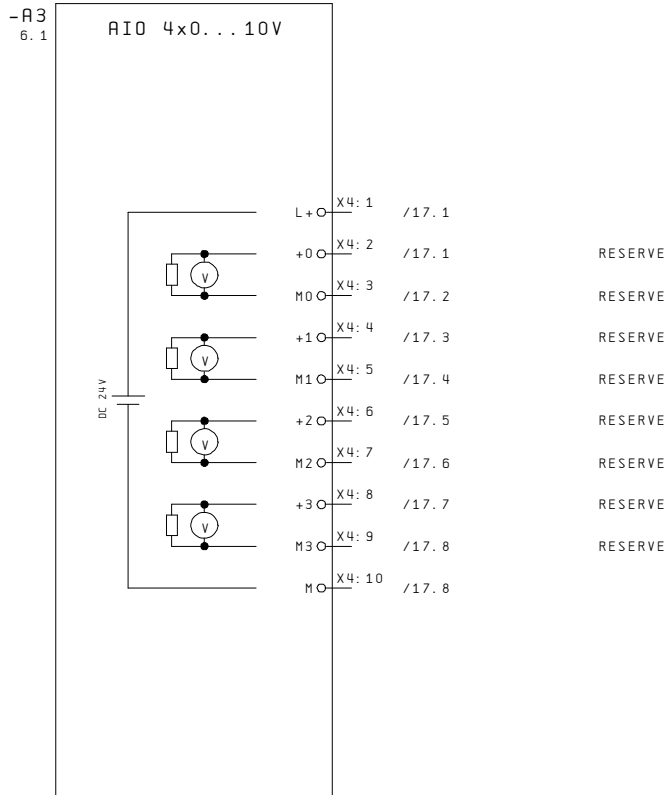 -A3
6.1
AIO 4x0...10V
L+ X4:1 /17.1
+0 X4:2 /17.1 RESERVE
V
M0 X4:3 /17.2 RESERVE
+1 X4:4 /17.3 RESERVE
V
M1 X4:5 /17.4 RESERVE
DC 24V
+2 X4:6 /17.5 RESERVE
V
M2 X4:7 /17.6 RESERVE
+3 X4:8 /17.7 RESERVE
V
M3 X4:9 /17.8 RESERVE
M X4:10 /17.8